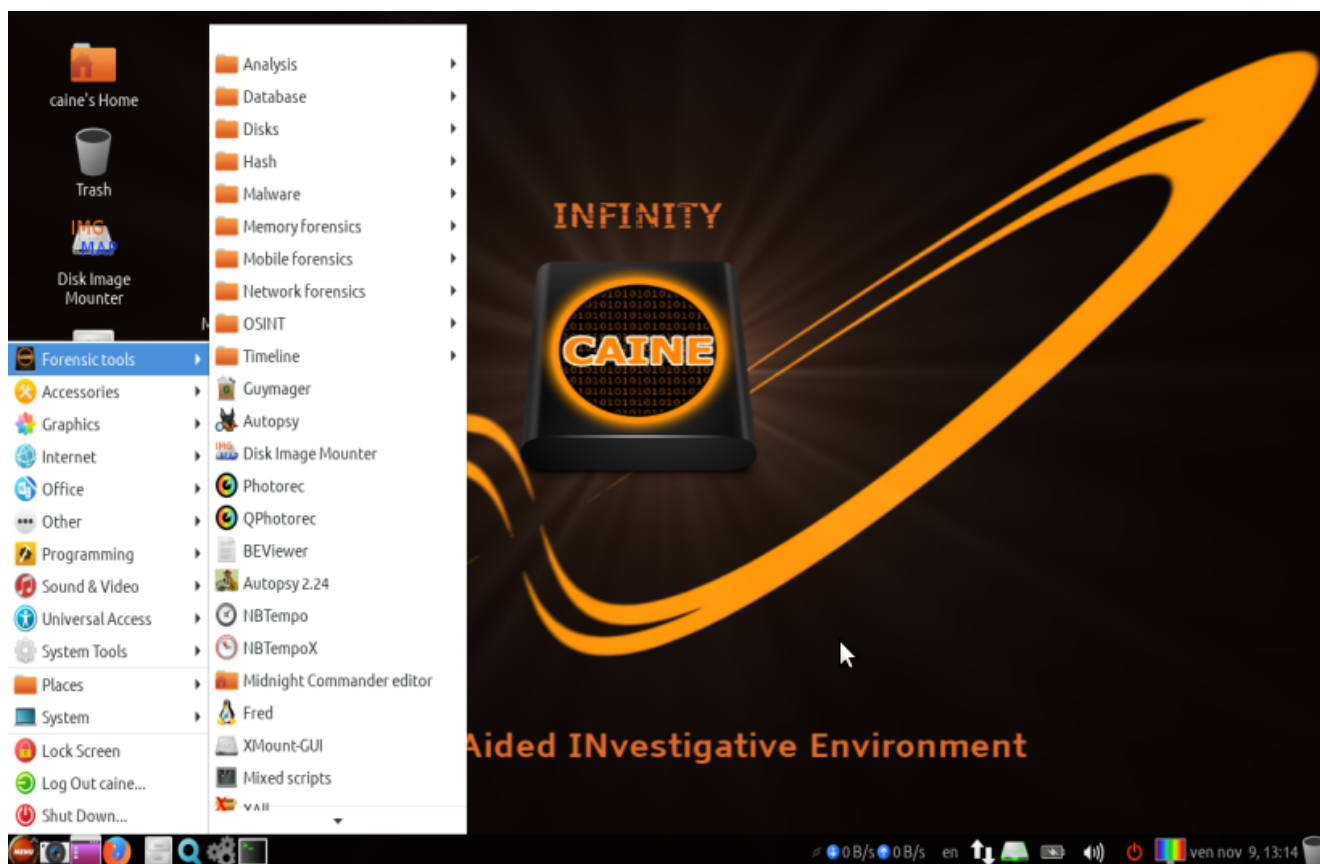 caine's Home
Trash
IMG
MAP
Disk Image
Mounter
Analysis
Database
Disks
Hash
Malware
Memory forensics
Mobile forensics
Network forensics
OSINT
Timeline
Guymager
Autopsy
Disk Image Mounter
Photorec
QPhotorec
BEViewer
Autopsy 2.24
NBTempo
NBTempoX
Midnight Commander editor
Fred
XMount-GUI
Mixed scripts
XAll
Forensic tools
Accessories
Graphics
Internet
Office
Other
Programming
Sound & Video
Universal Access
System Tools
Places
System
Lock Screen
Log Out caine...
Shut Down...
INFINITY
CAINE
Aided INvestigative Environment
MENU
0 B/s 0 B/s en ven nov 9, 13:14